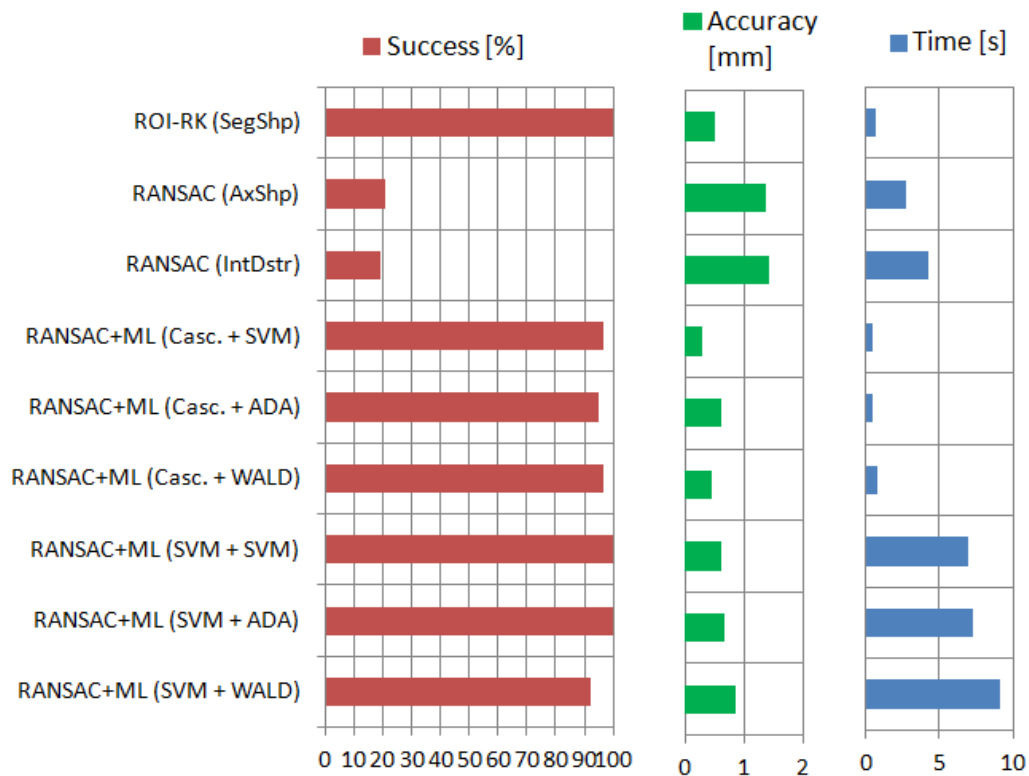 Success [%]
Accuracy
[mm]
Time [s]
ROI-RK (SegShp)
RANSAC (AxShp)
RANSAC (IntDstr)
RANSAC+ML (Casc. + SVM)
RANSAC+ML (Casc. + ADA)
RANSAC+ML (Casc. + WALD)
RANSAC+ML (SVM + SVM)
RANSAC+ML (SVM + ADA)
RANSAC+ML (SVM + WALD)
0 10 20 30 40 50 60 70 80 90 100
0 1 2
0 5 10